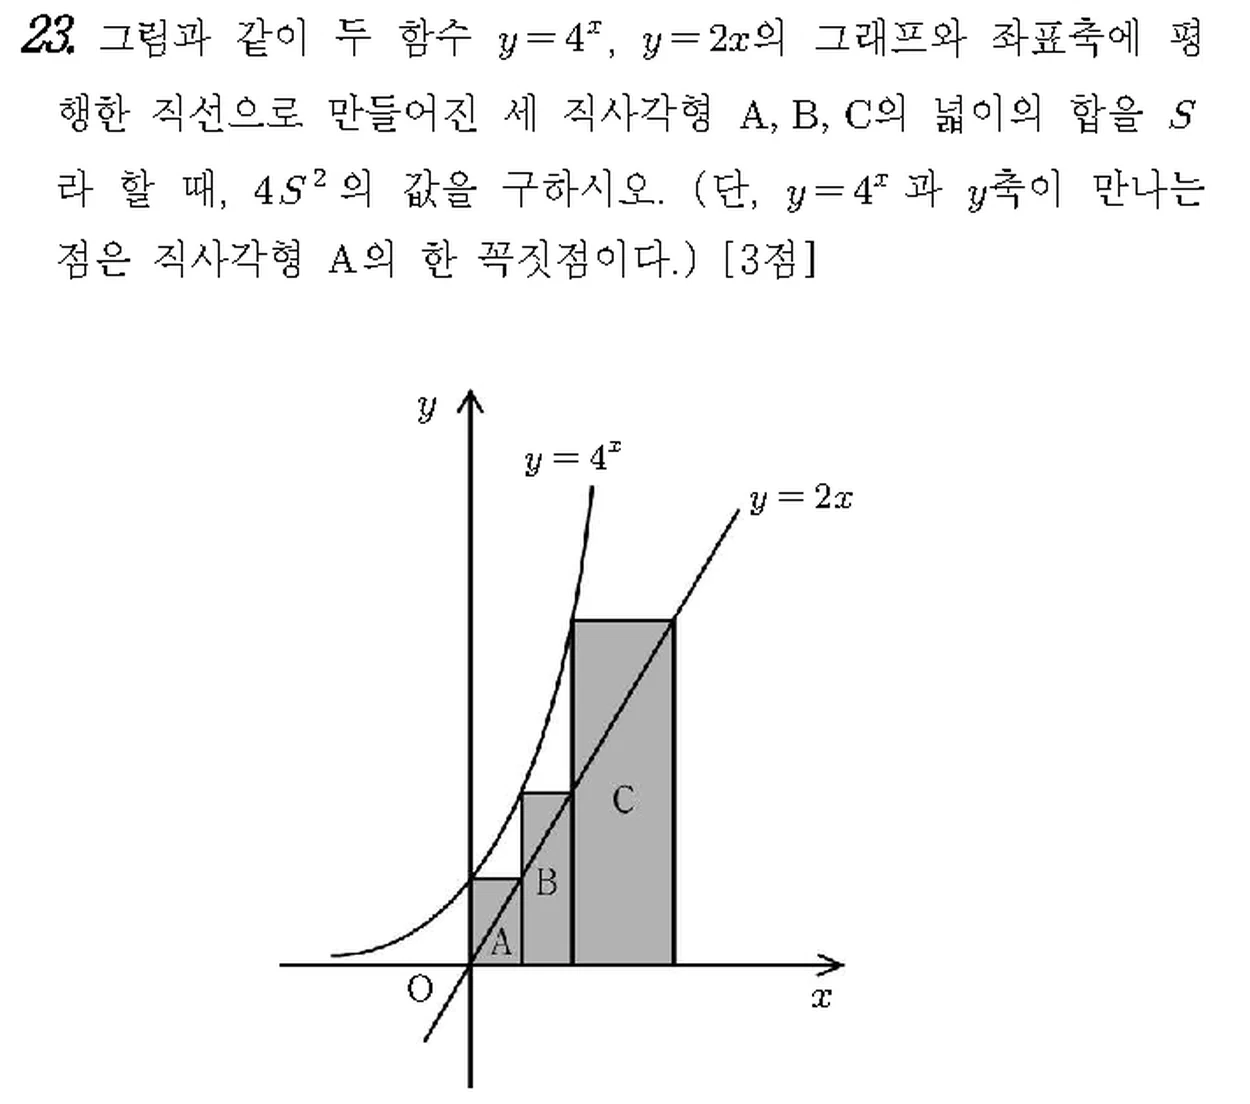 23. 그림과 같이 두 함수 y=4^x, y=2x의 그래프와 좌표축에 평
행한 직선으로 만들어진 세 직사각형 A, B, C의 넓이의 합을 S
라 할 때, 4S^2의 값을 구하시오. (단, y=4^x과 y축이 만나는
점은 직사각형 A의 한 꼭짓점이다.) [3점]
y
y=4^x
y=2x
C
B
A
O
x